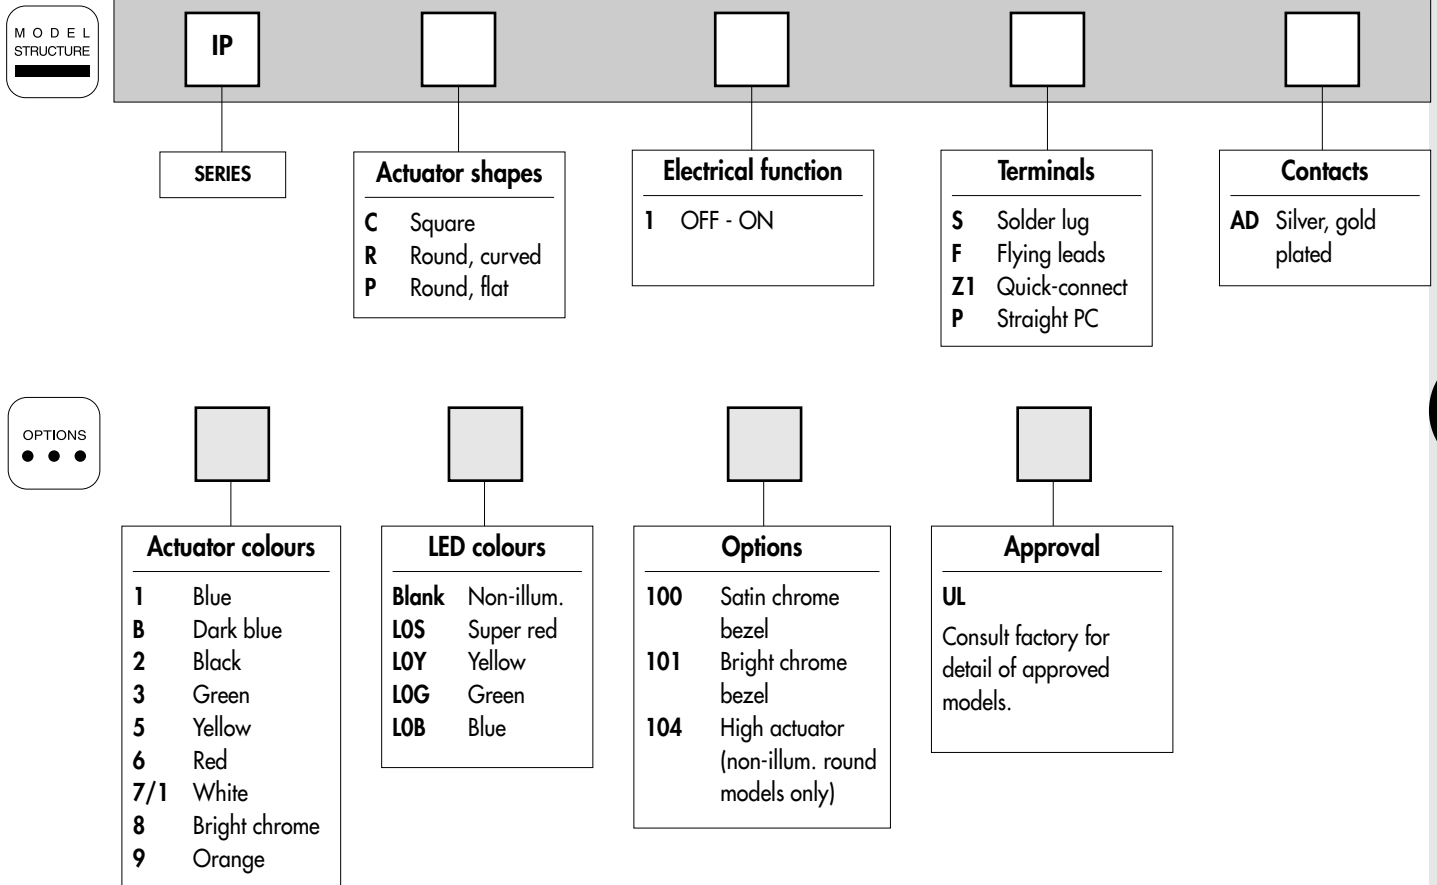 MODEL
STRUCTURE
IP
SERIES
Actuator shapes
C Square
R Round, curved
P Round, flat
Electrical function
1 OFF - ON
Terminals
S Solder lug
F Flying leads
Z1 Quick-connect
P Straight PC
Contacts
AD Silver, gold
plated
OPTIONS
Actuator colours
1 Blue
B Dark blue
2 Black
3 Green
5 Yellow
6 Red
7/1 White
8 Bright chrome
9 Orange
LED colours
Blank Non-illum.
L0S Super red
L0Y Yellow
L0G Green
L0B Blue
Options
100 Satin chrome
bezel
101 Bright chrome
bezel
104 High actuator
(non-illum. round
models only)
Approval
UL
Consult factory for
detail of approved
models.